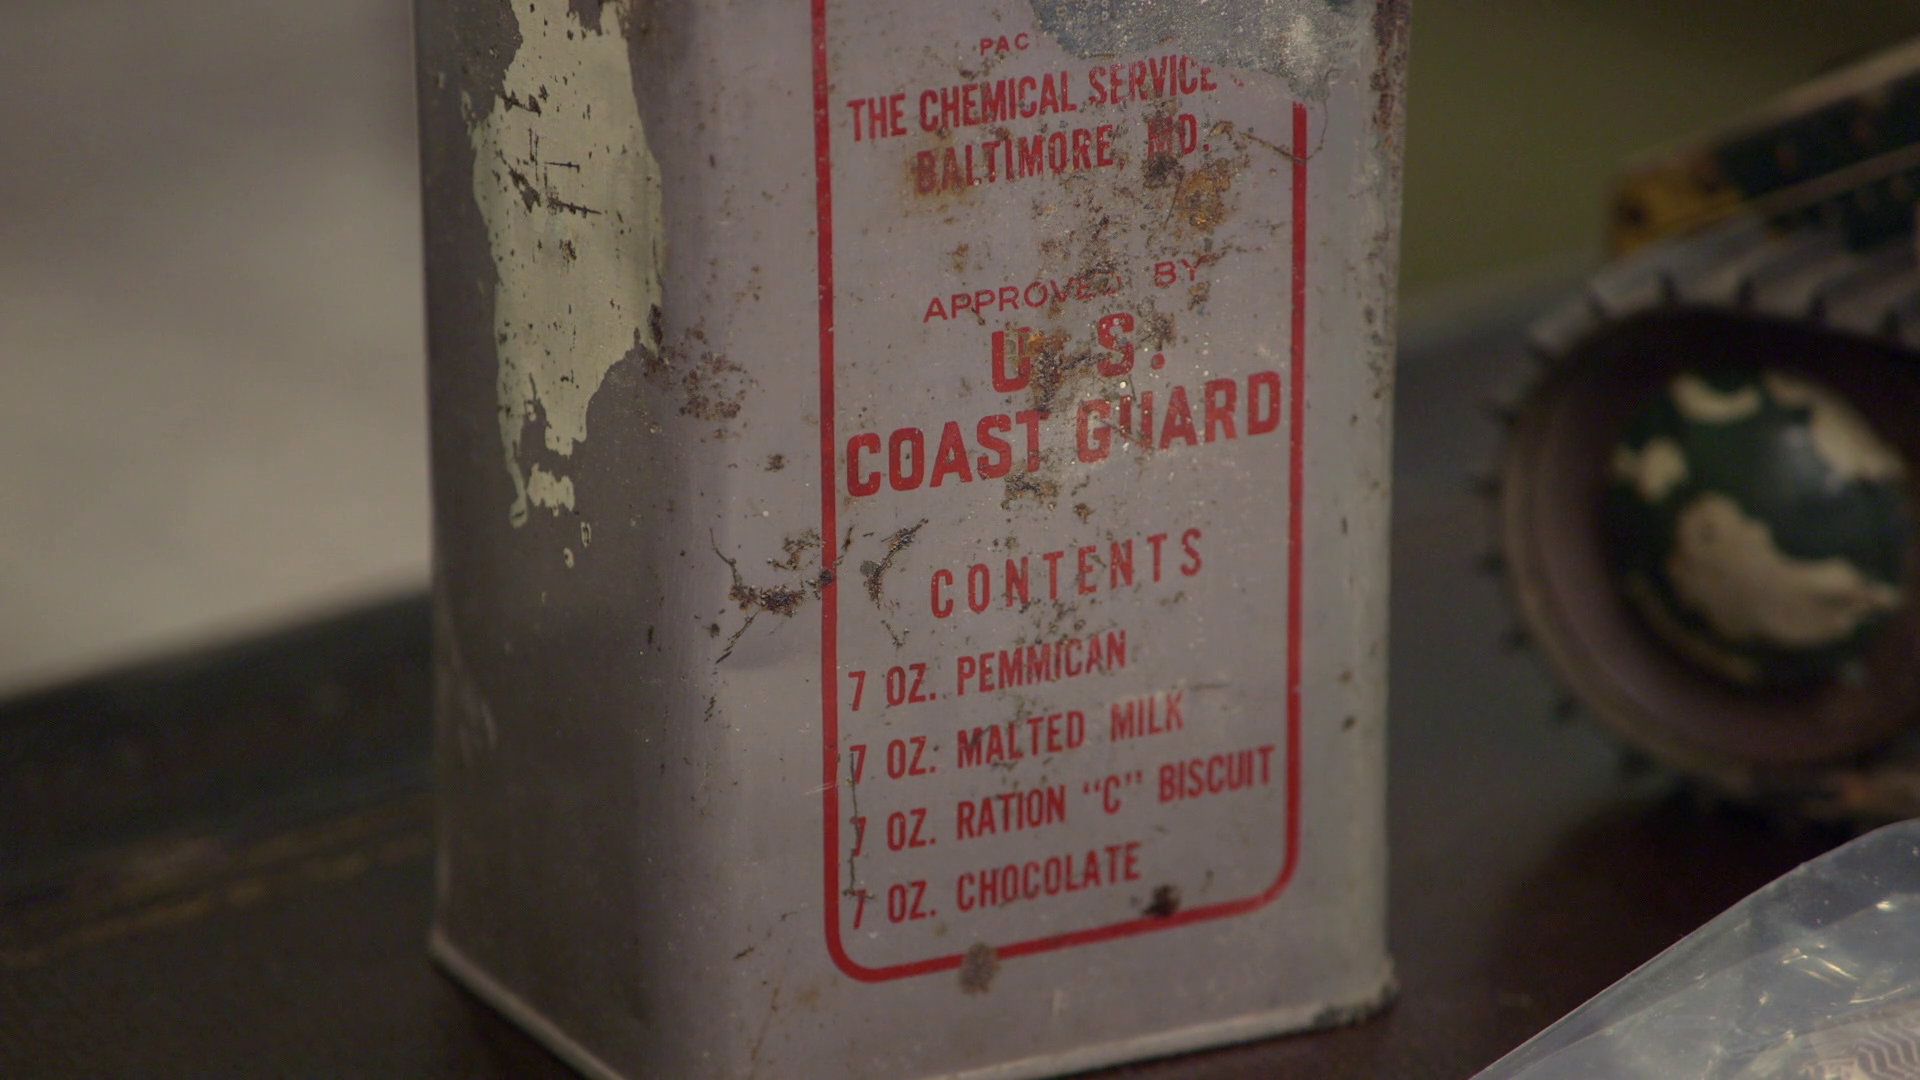 PAC
THE CHEMICAL SERVICE
BALTIMORE, MD.
APPROVED BY
U. S.
COAST GUARD
CONTENTS
7 OZ. PEMMICAN
7 OZ. MALTED MILK
7 OZ. RATION "C" BISCUIT
7 OZ. CHOCOLATE